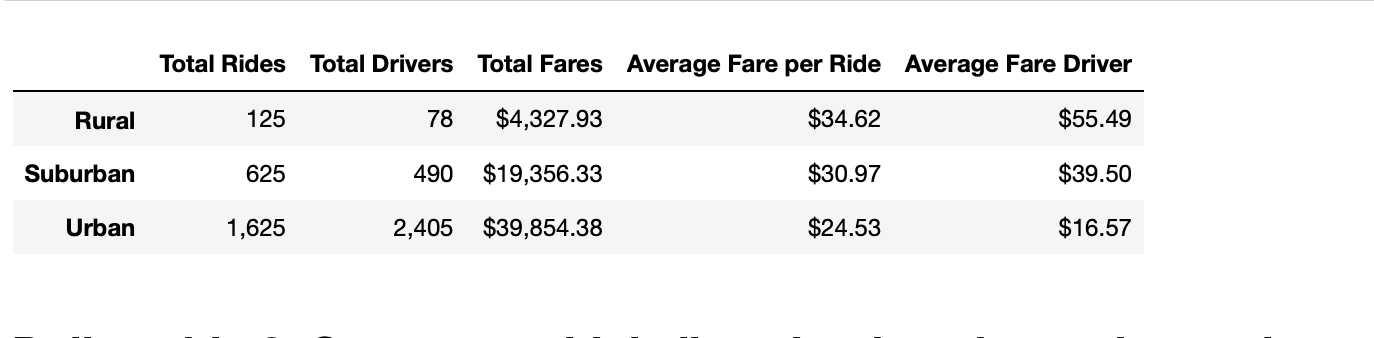 Total Rides Total Drivers Total Fares Average Fare per Ride Average Fare Driver
Rural 125 78 $4,327.93 $34.62 $55.49
Suburban 625 490 $19,356.33 $30.97 $39.50
Urban 1,625 2,405 $39,854.38 $24.53 $16.57